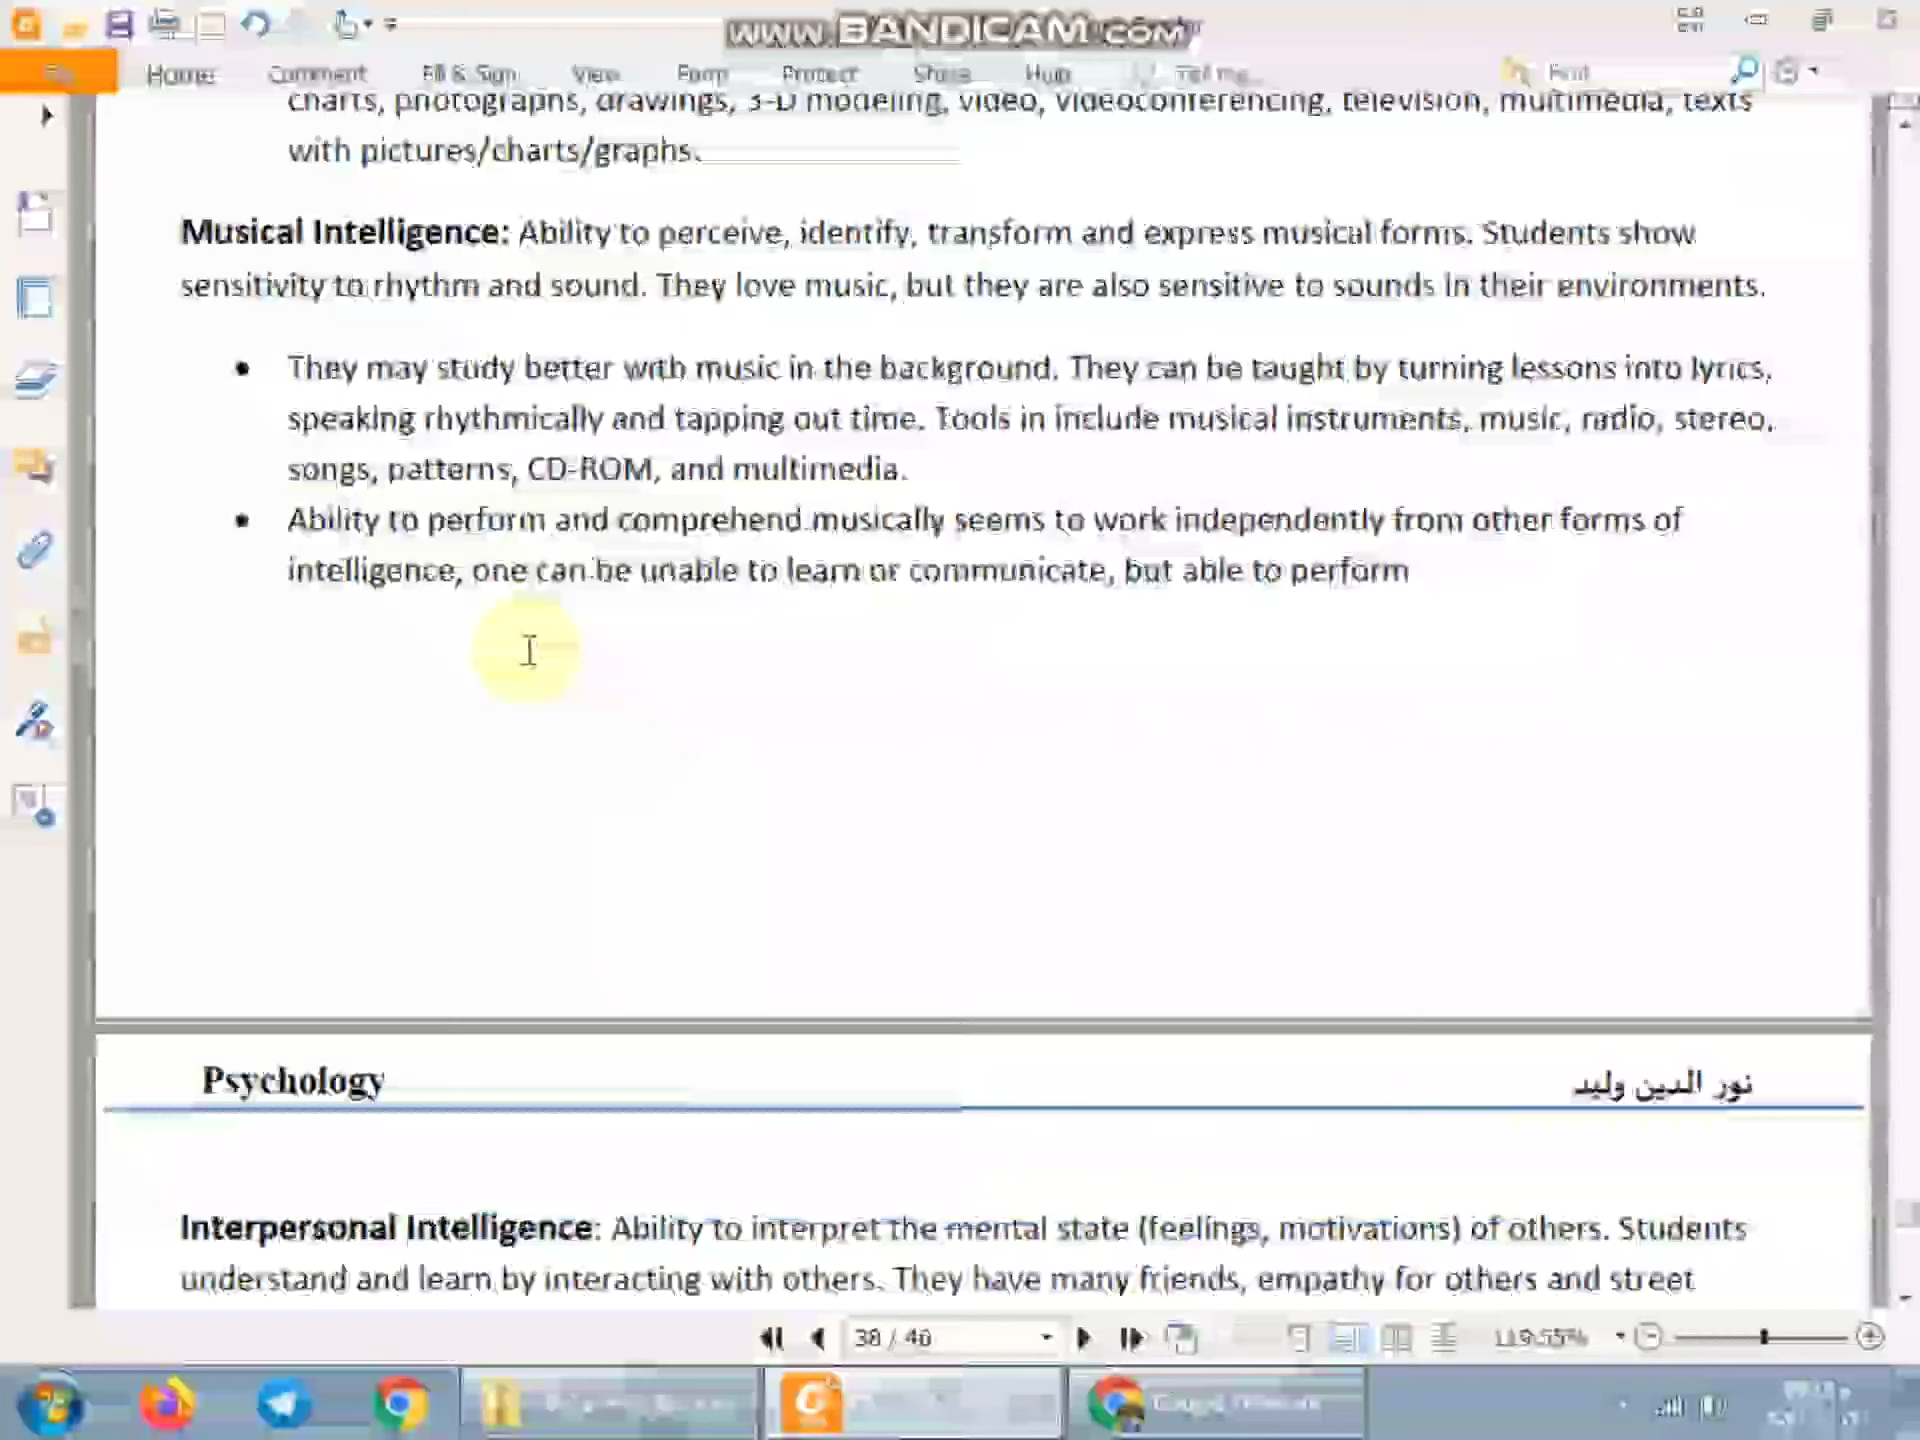 www.BANDICAM.com
Home Comment Fill & Sign View Form Protect Share Help Tell me... Find
charts, photographs, drawings, 3-D modeling, video, videoconferencing, television, multimedia, texts
with pictures/charts/graphs.
Musical Intelligence: Ability to perceive, identify, transform and express musical forms. Students show
sensitivity to rhythm and sound. They love music, but they are also sensitive to sounds in their environments.
• They may study better with music in the background. They can be taught by turning lessons into lyrics,
speaking rhythmically and tapping out time. Tools in include musical instruments, music, radio, stereo,
songs, patterns, CD-ROM, and multimedia.
• Ability to perform and comprehend musically seems to work independently from other forms of
intelligence, one can be unable to learn or communicate, but able to perform
Psychology
نور الدين وليد
Interpersonal Intelligence: Ability to interpret the mental state (feelings, motivations) of others. Students
understand and learn by interacting with others. They have many friends, empathy for others and street
38 / 40
119.55%